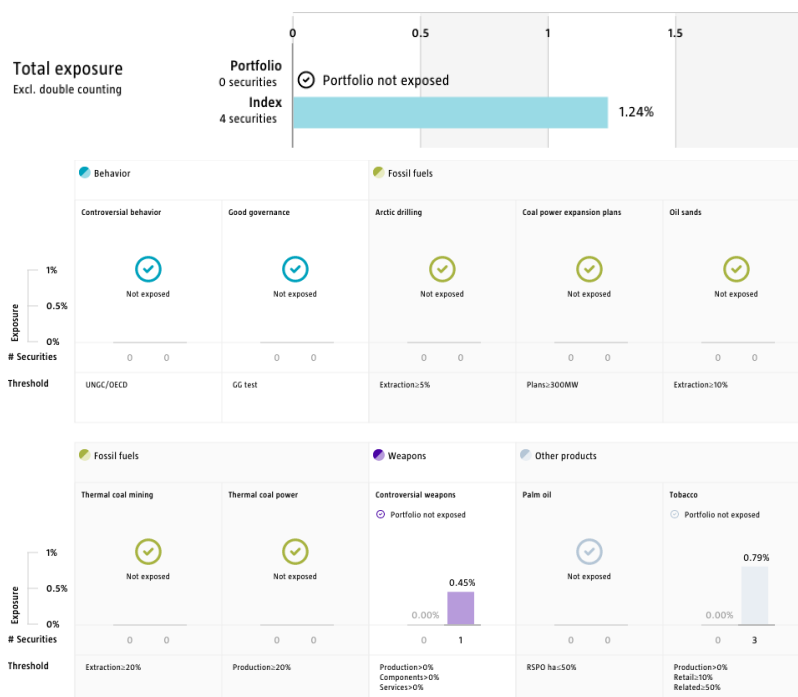 0 0.5 1 1.5
Total exposure
Excl. double counting
Portfolio
0 securities
Portfolio not exposed
Index
4 securities
1.24%
Behavior
Fossil fuels
Controversial behavior
Good governance
Arctic drilling
Coal power expansion plans
Oil sands
Not exposed
Not exposed
Not exposed
Not exposed
Not exposed
1%
0.5%
0%
Exposure
# Securities
0 0 0 0 0 0 0 0 0 0
Threshold
UNGC/OECD
GG test
Extraction≥5%
Plans≥300MW
Extraction≥10%
Fossil fuels
Weapons
Other products
Thermal coal mining
Thermal coal power
Controversial weapons
Palm oil
Tobacco
Portfolio not exposed
Portfolio not exposed
Not exposed
Not exposed
Not exposed
1%
0.5%
0%
Exposure
0.00%
0.45%
0.00%
0.79%
# Securities
0 0 0 0 0 1 0 0 0 3
Threshold
Extraction≥20%
Production≥20%
Production>0%
Components>0%
Services>0%
RSPO ha≤50%
Production>0%
Retail≥10%
Related≥50%